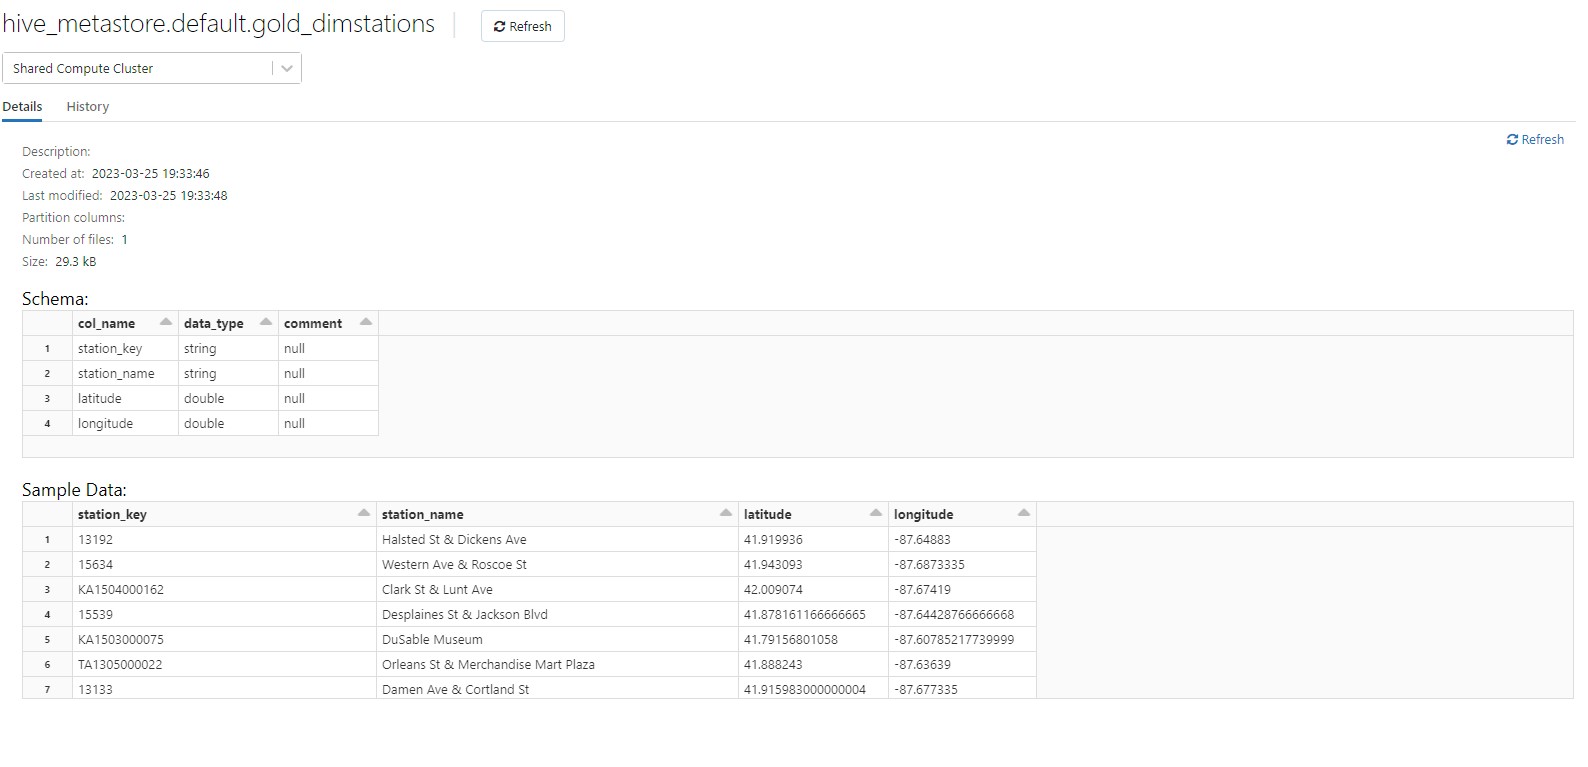 hive_metastore.default.gold_dimstations Refresh
Shared Compute Cluster
Details History
Refresh
Description:
Created at: 2023-03-25 19:33:46
Last modified: 2023-03-25 19:33:48
Partition columns:
Number of files: 1
Size: 29.3 kB
Schema:
col_name data_type comment
1 station_key string null
2 station_name string null
3 latitude double null
4 longitude double null
Sample Data:
station_key station_name latitude longitude
1 13192 Halsted St & Dickens Ave 41.919936 -87.64883
2 15634 Western Ave & Roscoe St 41.943093 -87.6873335
3 KA1504000162 Clark St & Lunt Ave 42.009074 -87.67419
4 15539 Desplaines St & Jackson Blvd 41.878161166666665 -87.64428766666668
5 KA1503000075 DuSable Museum 41.79156801058 -87.60785217739999
6 TA1305000022 Orleans St & Merchandise Mart Plaza 41.888243 -87.63639
7 13133 Damen Ave & Cortland St 41.915983000000004 -87.677335